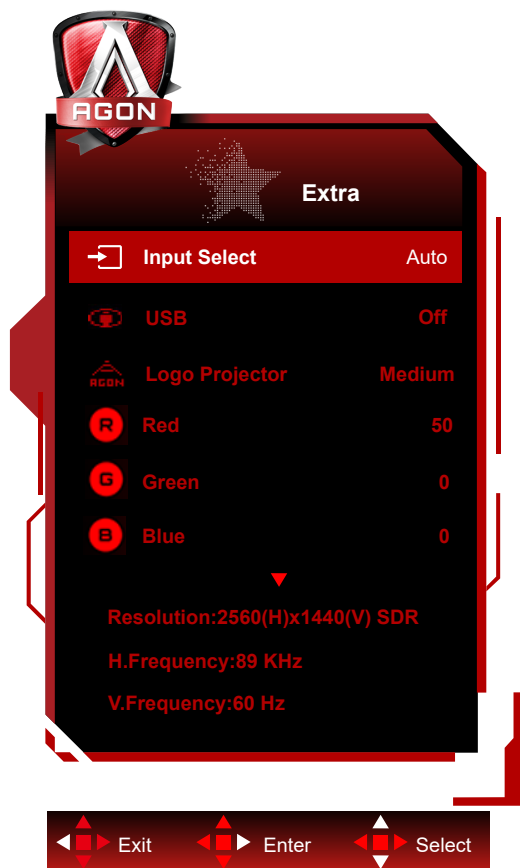 AGON
Extra
Input Select Auto
USB Off
AGON Logo Projector Medium
R Red 50
G Green 0
B Blue 0
Resolution:2560(H)x1440(V) SDR
H.Frequency:89 KHz
V.Frequency:60 Hz
Exit Enter Select